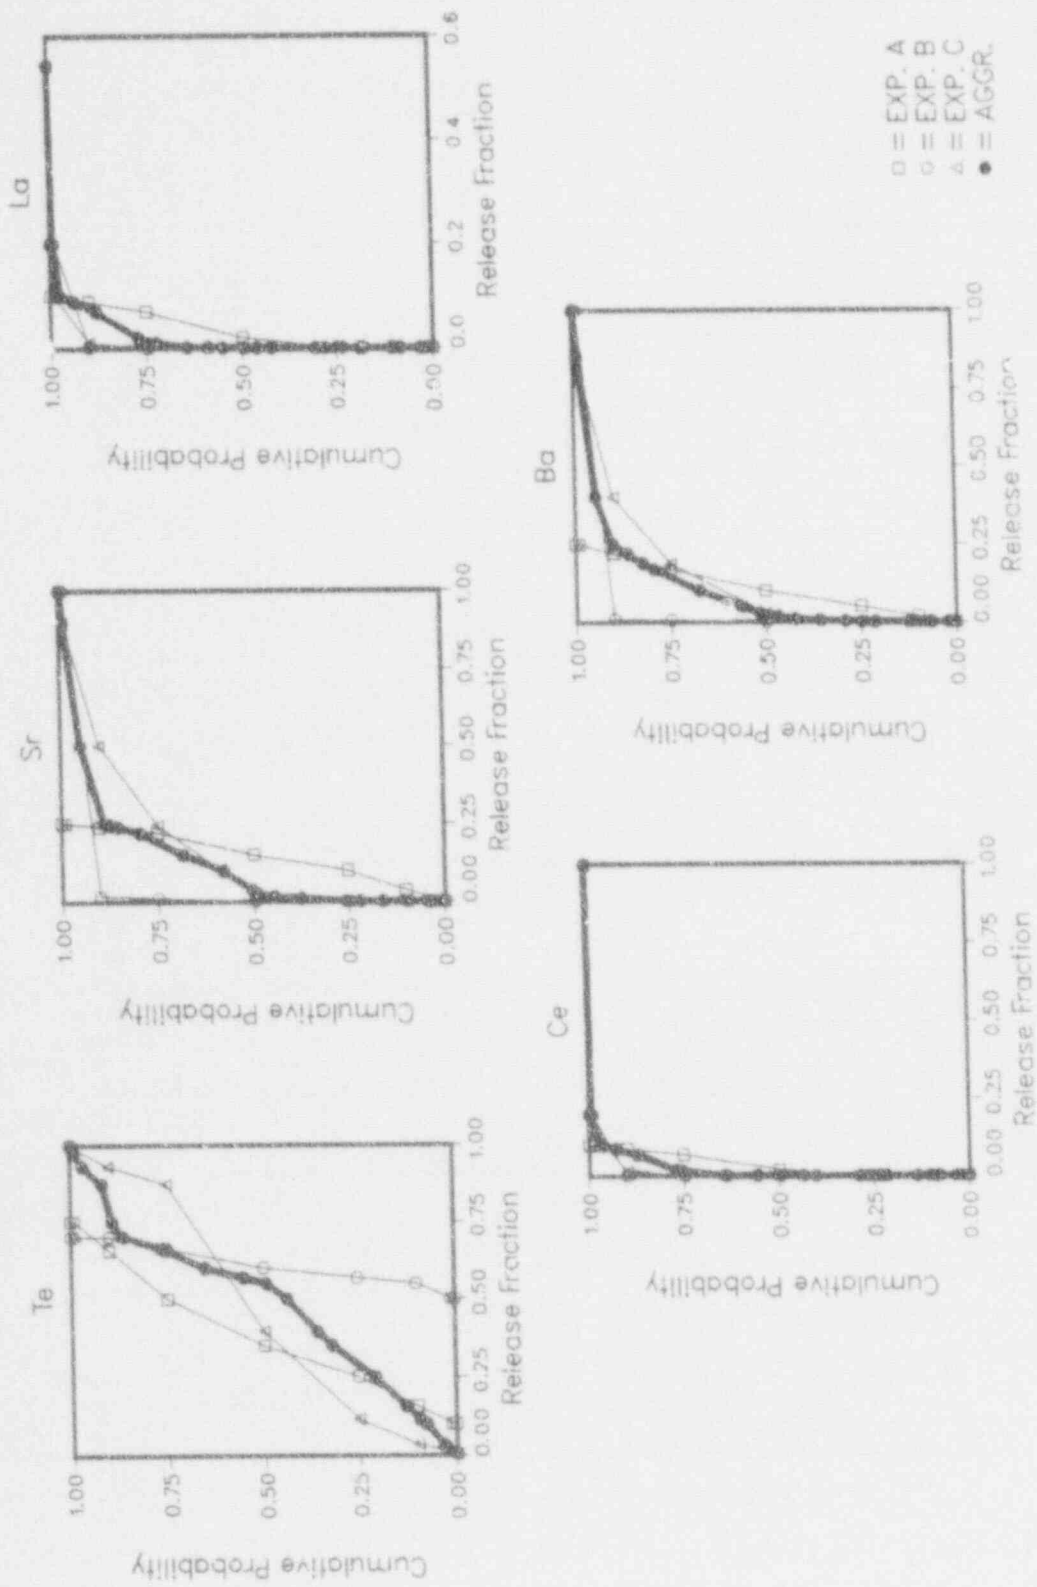 Te
Cumulative Probability
1.00
0.75
0.50
0.25
0.00
0.00 0.25 0.50 0.75 1.00
Release Fraction
Sr
Cumulative Probability
1.00
0.75
0.50
0.25
0.00
0.00 0.25 0.50 0.75 1.00
Release Fraction
La
Cumulative Probability
1.00
0.75
0.50
0.25
0.00
0.0 0.2 0.4 0.6
Release Fraction
Ce
Cumulative Probability
1.00
0.75
0.50
0.25
0.00
0.00 0.25 0.50 0.75 1.00
Release Fraction
Ba
Cumulative Probability
1.00
0.75
0.50
0.25
0.00
0.00 0.25 0.50 0.75 1.00
Release Fraction
□ = EXP. A
○ = EXP. B
△ = EXP. C
● = AGGR.